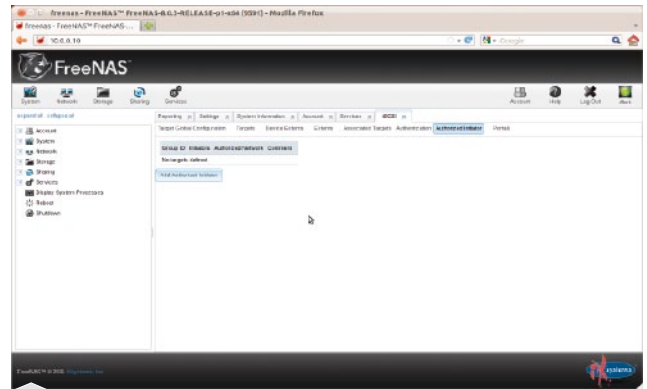 freenas - FreeNAS™ FreeNAS-8.0.3-RELEASE-p1-x64 (9591) - Mozilla Firefox
freenas - FreeNAS™ FreeNAS-...
10.0.0.10
Google
FreeNAS™
System Network Storage Sharing Services Account Help Log Out Alert
expand all collapse all
Reporting Settings System Information Account Services iSCSI
Target Global Configuration Targets Device Extents Extents Associated Targets Authentication Authorized Initiator Portals
Account
System
Network
Storage
Sharing
Services
Display System Processes
Reboot
Shutdown
Group ID Initiators Authorized network Comment
No targets defined
Add Authorized Initiator
FreeNAS™ ©
systems